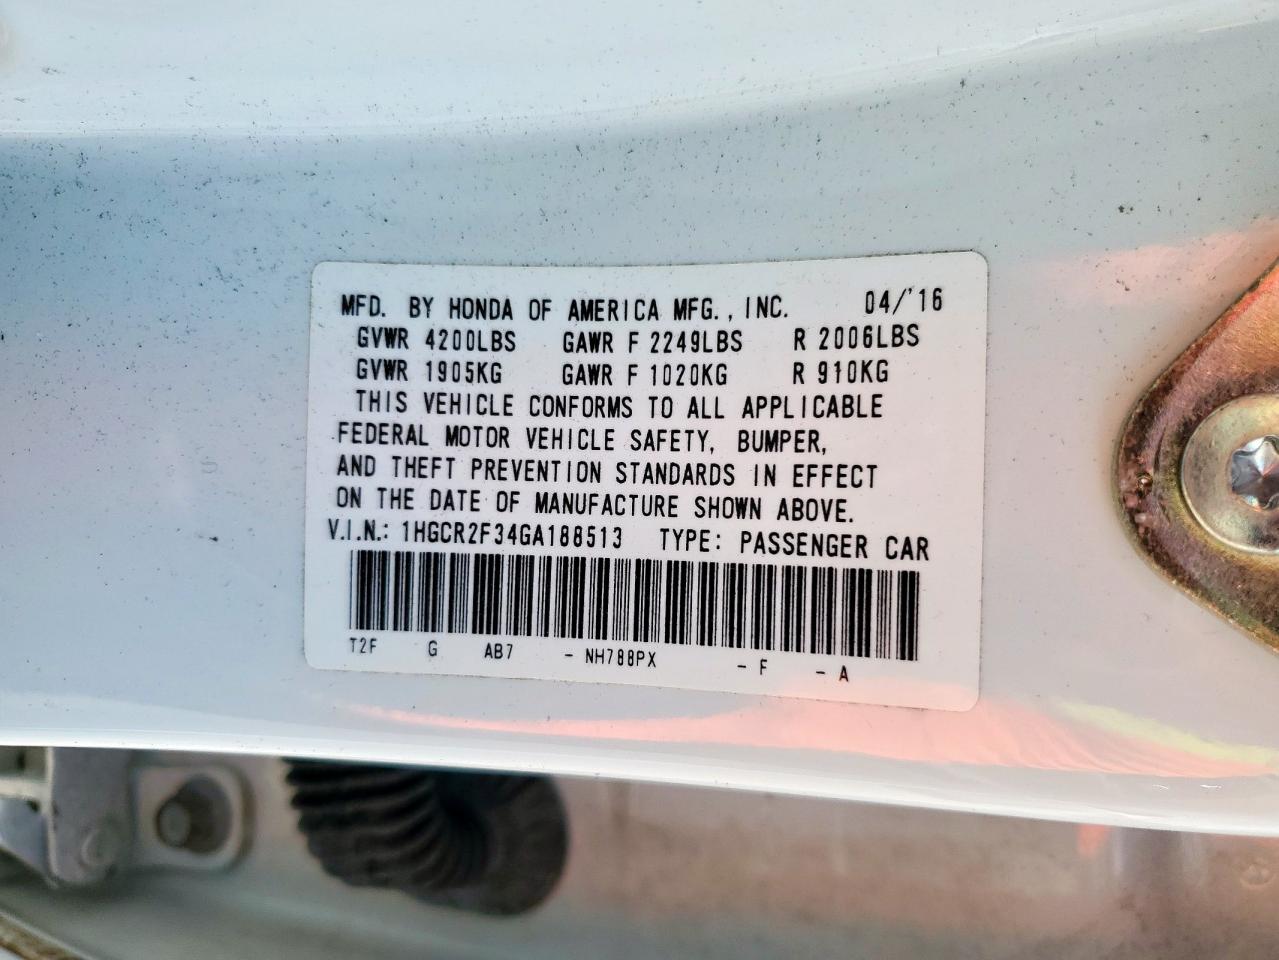 MFD. BY HONDA OF AMERICA MFG., INC. 04/'16
GVWR 4200LBS GAWR F 2249LBS R 2006LBS
GVWR 1905KG GAWR F 1020KG R 910KG
THIS VEHICLE CONFORMS TO ALL APPLICABLE
FEDERAL MOTOR VEHICLE SAFETY, BUMPER,
AND THEFT PREVENTION STANDARDS IN EFFECT
ON THE DATE OF MANUFACTURE SHOWN ABOVE.
V.I.N.: 1HGCR2F34GA188513 TYPE: PASSENGER CAR
T2F G AB7 - NH788PX - F - A